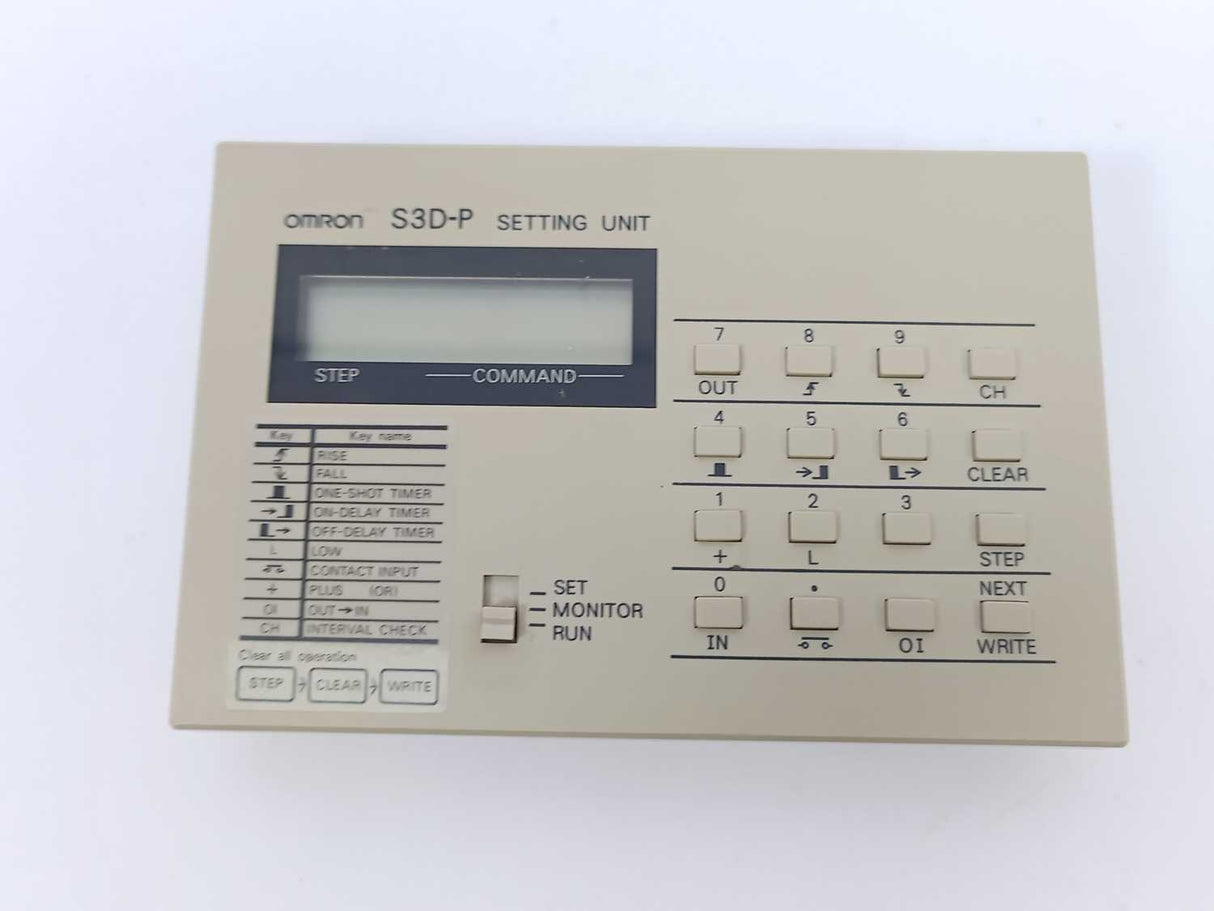 OMRON S3D-P SETTING UNIT
STEP COMMAND
Key Key name
RISE
FALL
ONE-SHOT TIMER
ON-DELAY TIMER
OFF-DELAY TIMER
L LOW
CONTACT INPUT
+ PLUS (OR)
OI OUT→IN
CH INTERVAL CHECK
Clear all operation
STEP → CLEAR → WRITE
SET
MONITOR
RUN
7 8 9
OUT CH
4 5 6
CLEAR
1 2 3
+ L STEP
0 • NEXT
IN OI WRITE